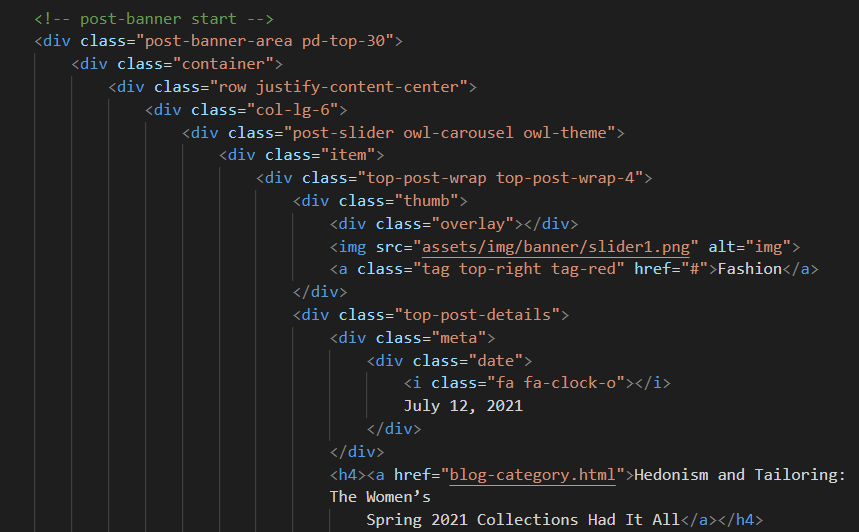 <!-- post-banner start -->
<div class="post-banner-area pd-top-30">
<div class="container">
<div class="row justify-content-center">
<div class="col-lg-6">
<div class="post-slider owl-carousel owl-theme">
<div class="item">
<div class="top-post-wrap top-post-wrap-4">
<div class="thumb">
<div class="overlay"></div>
<img src="assets/img/banner/slider1.png" alt="img">
<a class="tag top-right tag-red" href="#">Fashion</a>
</div>
<div class="top-post-details">
<div class="meta">
<div class="date">
<i class="fa fa-clock-o"></i>
July 12, 2021
</div>
</div>
<h4><a href="blog-category.html">Hedonism and Tailoring:
The Women’s
Spring 2021 Collections Had It All</a></h4>